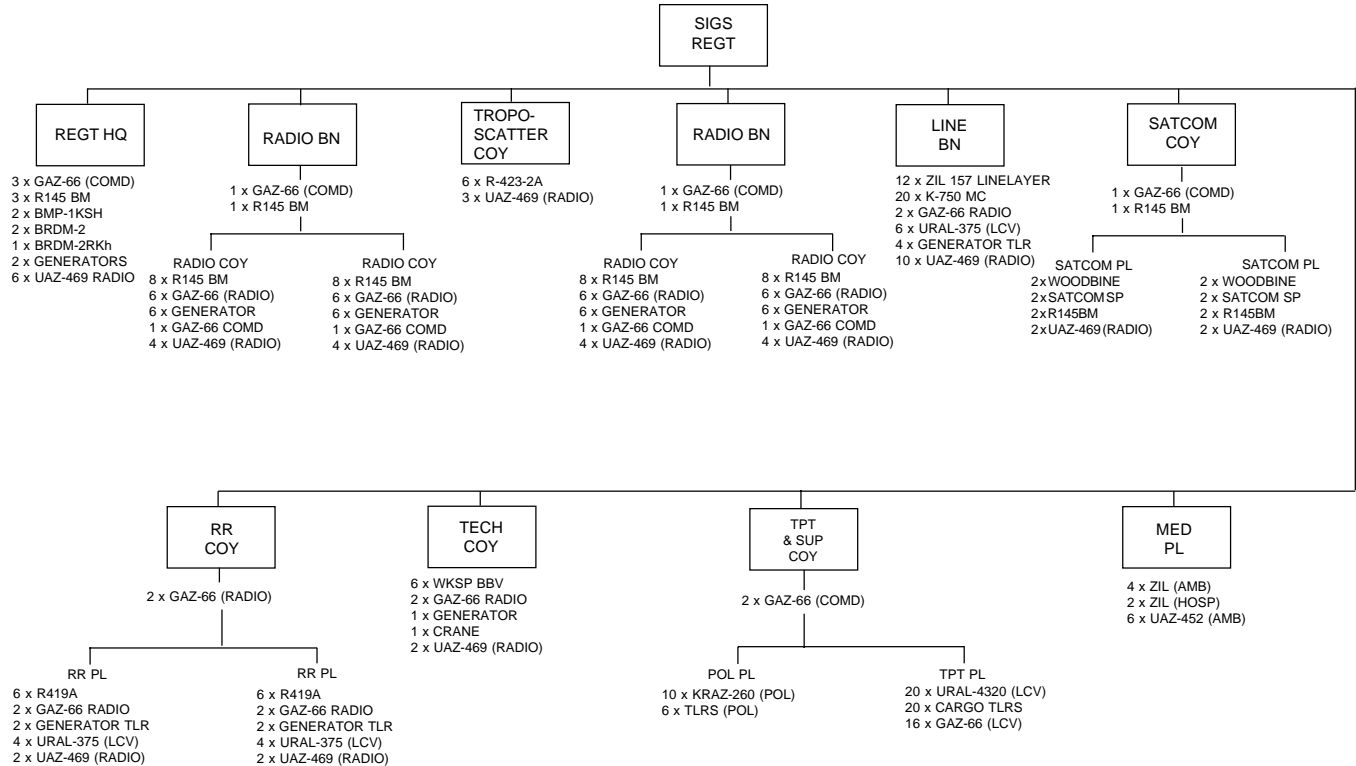 SIGS
REGT
REGT HQ
3 x GAZ-66 (COMD)
3 x R145 BM
2 x BMP-1KSH
2 x BRDM-2
1 x BRDM-2RKh
2 x GENERATORS
6 x UAZ-469 RADIO
RADIO BN
1 x GAZ-66 (COMD)
1 x R145 BM
RADIO COY
8 x R145 BM
6 x GAZ-66 (RADIO)
6 x GENERATOR
1 x GAZ-66 COMD
4 x UAZ-469 (RADIO)
RADIO COY
8 x R145 BM
6 x GAZ-66 (RADIO)
6 x GENERATOR
1 x GAZ-66 COMD
4 x UAZ-469 (RADIO)
TROPO-
SCATTER
COY
6 x R-423-2A
3 x UAZ-469 (RADIO)
RADIO BN
1 x GAZ-66 (COMD)
1 x R145 BM
RADIO COY
8 x R145 BM
6 x GAZ-66 (RADIO)
6 x GENERATOR
1 x GAZ-66 COMD
4 x UAZ-469 (RADIO)
RADIO COY
8 x R145 BM
6 x GAZ-66 (RADIO)
6 x GENERATOR
1 x GAZ-66 COMD
4 x UAZ-469 (RADIO)
LINE
BN
12 x ZIL 157 LINELAYER
20 x K-750 MC
2 x GAZ-66 RADIO
6 x URAL-375 (LCV)
4 x GENERATOR TLR
10 x UAZ-469 (RADIO)
SATCOM
COY
1 x GAZ-66 (COMD)
1 x R145 BM
SATCOM PL
2xWOODBINE
2xSATCOMSP
2xR145BM
2xUAZ-469(RADIO)
SATCOM PL
2 x WOODBINE
2 x SATCOM SP
2 x R145BM
2 x UAZ-469 (RADIO)
RR
COY
2 x GAZ-66 (RADIO)
RR PL
6 x R419A
2 x GAZ-66 RADIO
2 x GENERATOR TLR
4 x URAL-375 (LCV)
2 x UAZ-469 (RADIO)
RR PL
6 x R419A
2 x GAZ-66 RADIO
2 x GENERATOR TLR
4 x URAL-375 (LCV)
2 x UAZ-469 (RADIO)
TECH
COY
6 x WKSP BBV
2 x GAZ-66 RADIO
1 x GENERATOR
1 x CRANE
2 x UAZ-469 (RADIO)
TPT
& SUP
COY
2 x GAZ-66 (COMD)
POL PL
10 x KRAZ-260 (POL)
6 x TLRS (POL)
TPT PL
20 x URAL-4320 (LCV)
20 x CARGO TLRS
16 x GAZ-66 (LCV)
MED
PL
4 x ZIL (AMB)
2 x ZIL (HOSP)
6 x UAZ-452 (AMB)